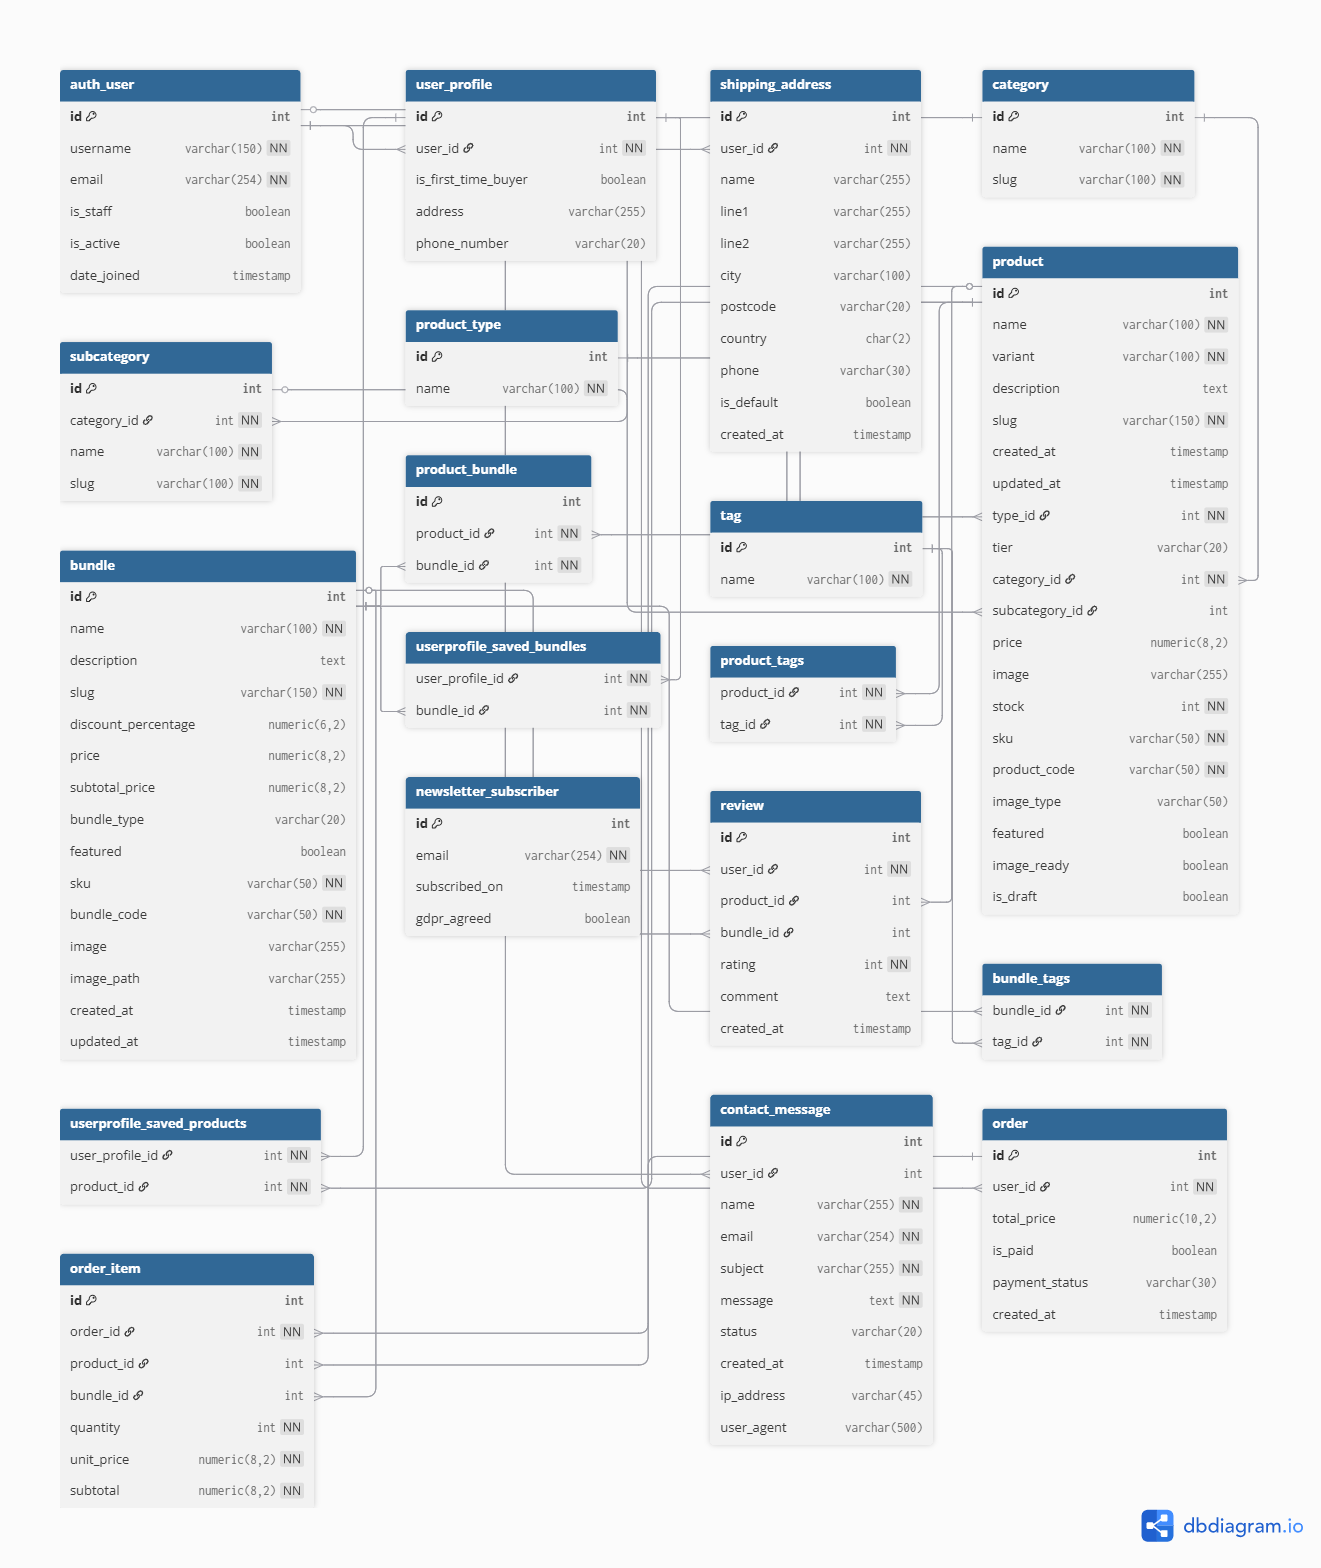 auth_user
id int
username varchar(150) NN
email varchar(254) NN
is_staff boolean
is_active boolean
date_joined timestamp
user_profile
id int
user_id int NN
is_first_time_buyer boolean
address varchar(255)
phone_number varchar(20)
shipping_address
id int
user_id int NN
name varchar(255)
line1 varchar(255)
line2 varchar(255)
city varchar(100)
postcode varchar(20)
country char(2)
phone varchar(30)
is_default boolean
created_at timestamp
category
id int
name varchar(100) NN
slug varchar(100) NN
product
id int
name varchar(100) NN
variant varchar(100) NN
description text
slug varchar(150) NN
created_at timestamp
updated_at timestamp
type_id int NN
tier varchar(20)
category_id int NN
subcategory_id int
price numeric(8,2)
image varchar(255)
stock int NN
sku varchar(50) NN
product_code varchar(50) NN
image_type varchar(50)
featured boolean
image_ready boolean
is_draft boolean
product_type
id int
name varchar(100) NN
subcategory
id int
category_id int NN
name varchar(100) NN
slug varchar(100) NN
product_bundle
id int
product_id int NN
bundle_id int NN
tag
id int
name varchar(100) NN
bundle
id int
name varchar(100) NN
description text
slug varchar(150) NN
discount_percentage numeric(6,2)
price numeric(8,2)
subtotal_price numeric(8,2)
bundle_type varchar(20)
featured boolean
sku varchar(50) NN
bundle_code varchar(50) NN
image varchar(255)
image_path varchar(255)
created_at timestamp
updated_at timestamp
userprofile_saved_bundles
user_profile_id int NN
bundle_id int NN
product_tags
product_id int NN
tag_id int NN
newsletter_subscriber
id int
email varchar(254) NN
subscribed_on timestamp
gdpr_agreed boolean
review
id int
user_id int NN
product_id int
bundle_id int
rating int NN
comment text
created_at timestamp
bundle_tags
bundle_id int NN
tag_id int NN
userprofile_saved_products
user_profile_id int NN
product_id int NN
contact_message
id int
user_id int
name varchar(255) NN
email varchar(254) NN
subject varchar(255) NN
message text NN
status varchar(20)
created_at timestamp
ip_address varchar(45)
user_agent varchar(500)
order
id int
user_id int NN
total_price numeric(10,2)
is_paid boolean
payment_status varchar(30)
created_at timestamp
order_item
id int
order_id int NN
product_id int
bundle_id int
quantity int NN
unit_price numeric(8,2) NN
subtotal numeric(8,2) NN
dbdiagram.io